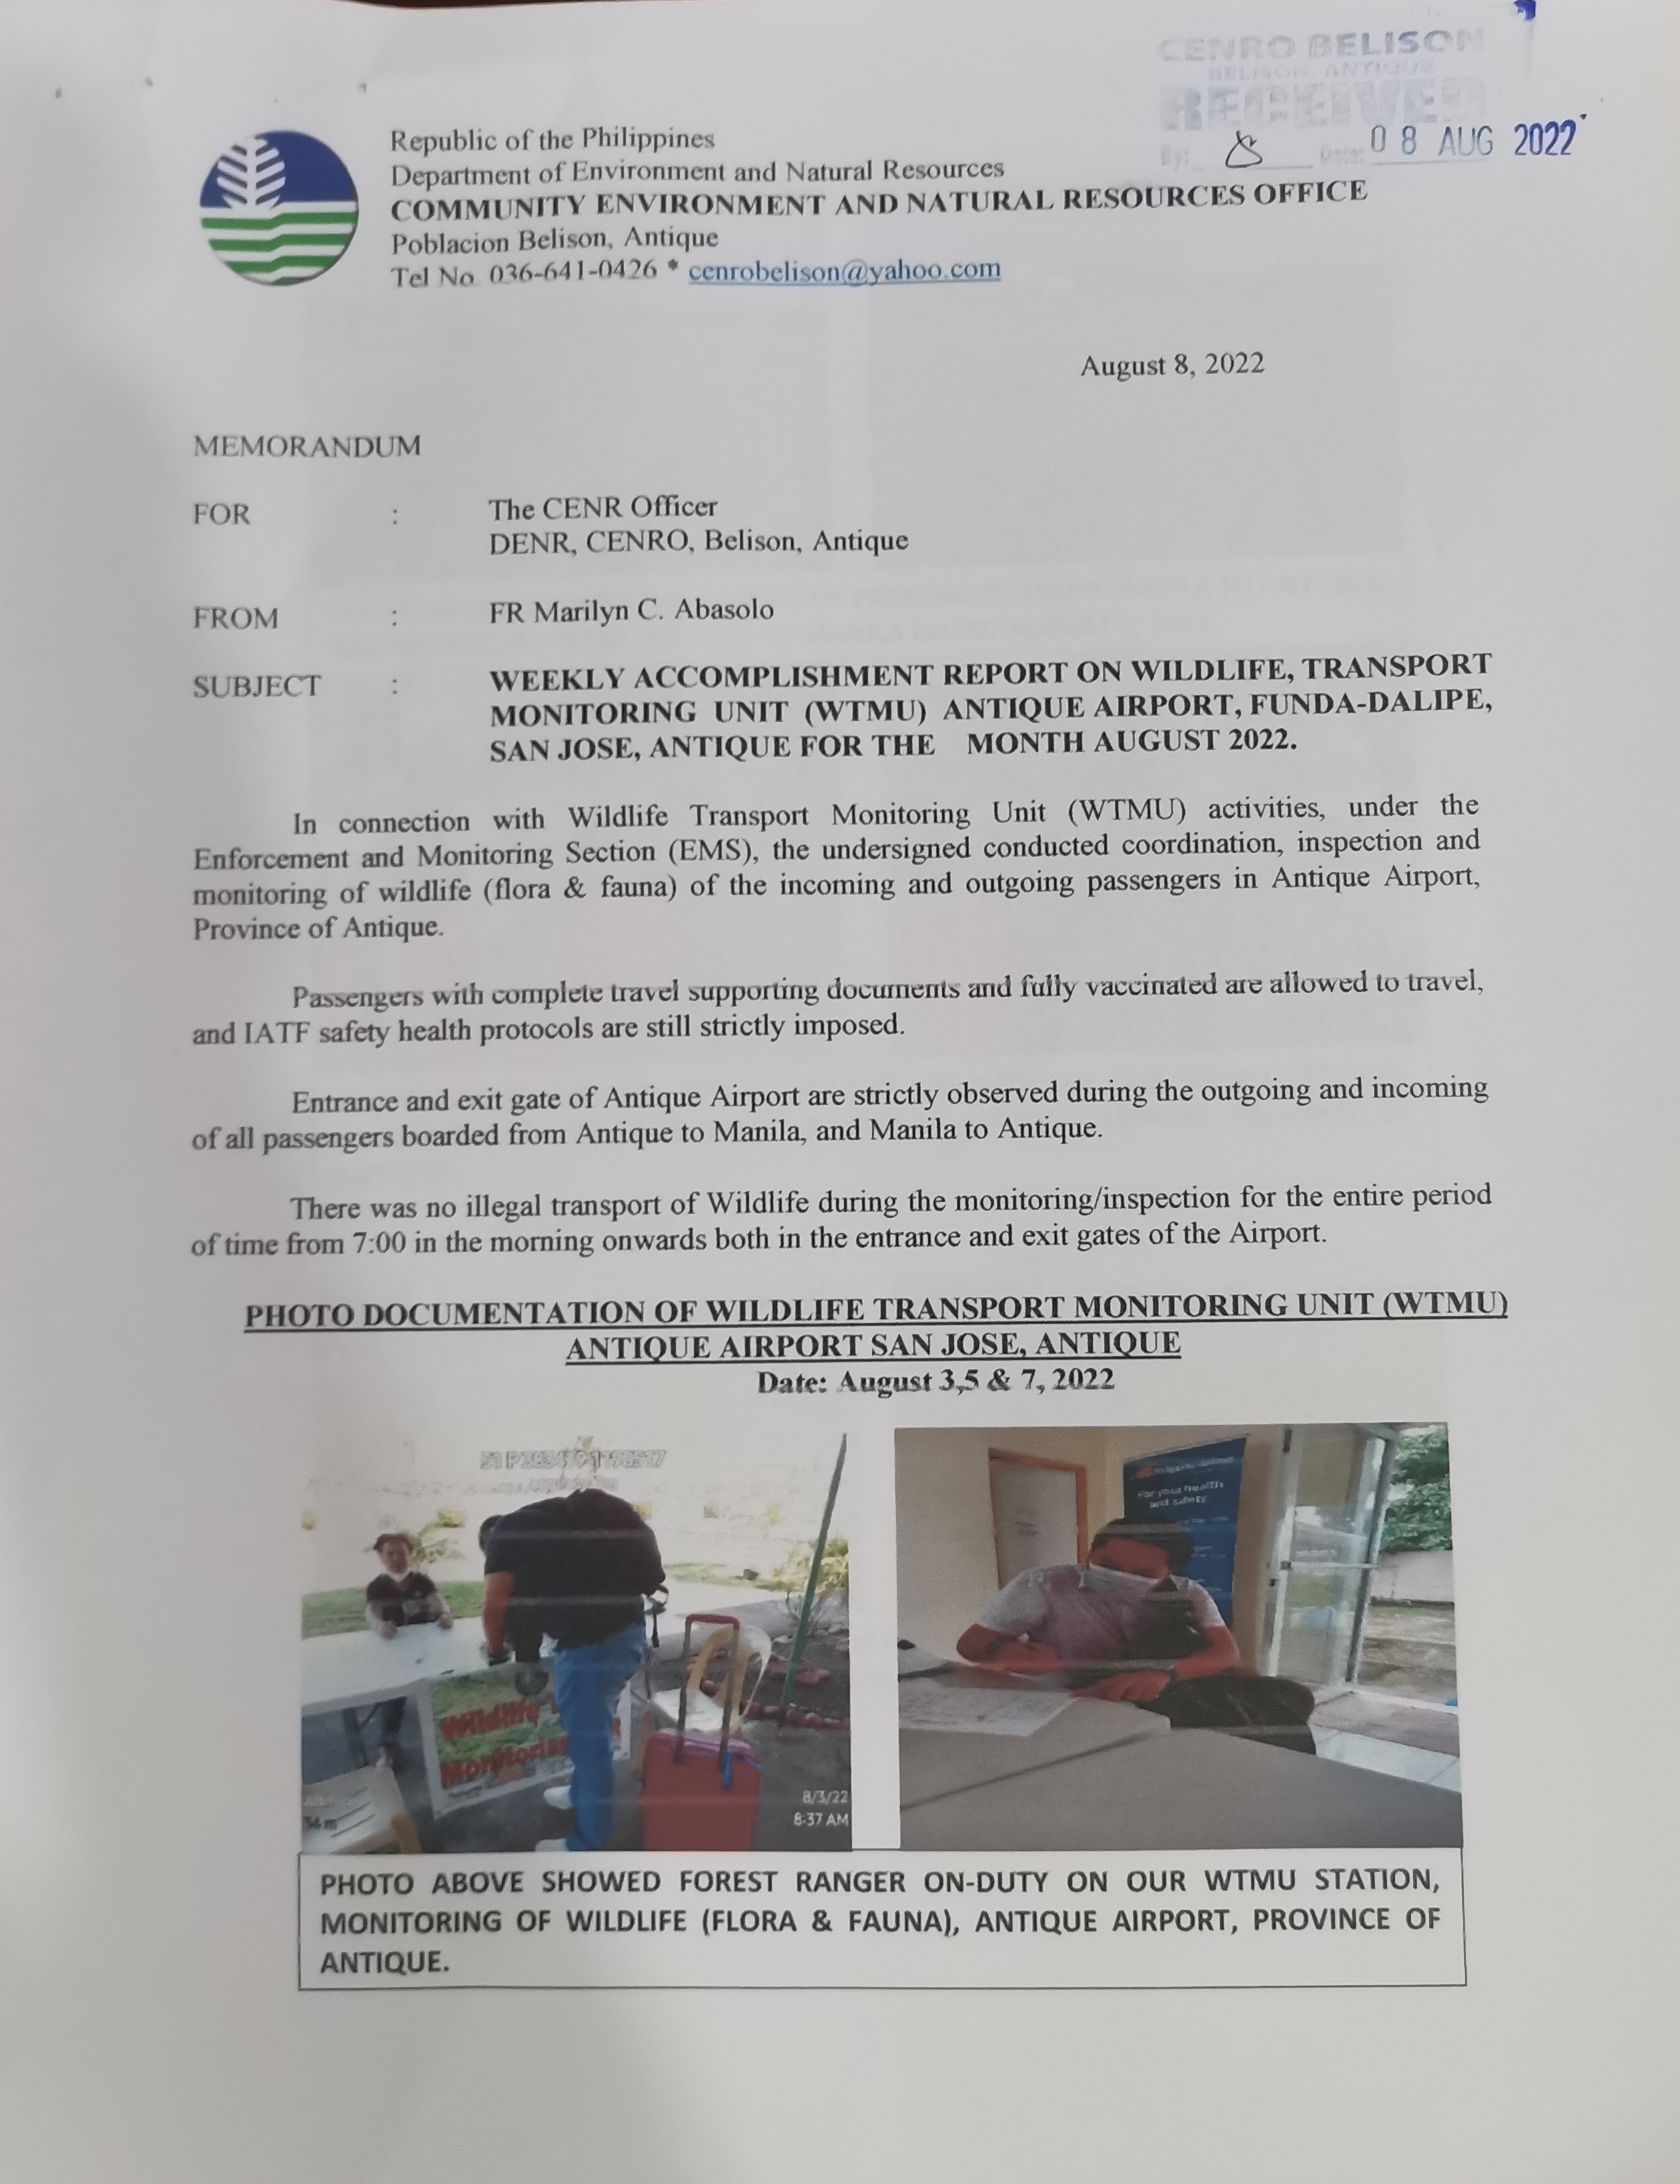 CENRO BELISON
BELISON, ANTIQUE
RECEIVED
By: Date: 08 AUG 2022
Republic of the Philippines
Department of Environment and Natural Resources
COMMUNITY ENVIRONMENT AND NATURAL RESOURCES OFFICE
Poblacion Belison, Antique
Tel No. 036-641-0426 * cenrobelison@yahoo.com
August 8, 2022
MEMORANDUM
FOR : The CENR Officer
DENR, CENRO, Belison, Antique
FROM : FR Marilyn C. Abasolo
SUBJECT : WEEKLY ACCOMPLISHMENT REPORT ON WILDLIFE, TRANSPORT
MONITORING UNIT (WTMU) ANTIQUE AIRPORT, FUNDA-DALIPE,
SAN JOSE, ANTIQUE FOR THE MONTH AUGUST 2022.
In connection with Wildlife Transport Monitoring Unit (WTMU) activities, under the
Enforcement and Monitoring Section (EMS), the undersigned conducted coordination, inspection and
monitoring of wildlife (flora & fauna) of the incoming and outgoing passengers in Antique Airport,
Province of Antique.
Passengers with complete travel supporting documents and fully vaccinated are allowed to travel,
and IATF safety health protocols are still strictly imposed.
Entrance and exit gate of Antique Airport are strictly observed during the outgoing and incoming
of all passengers boarded from Antique to Manila, and Manila to Antique.
There was no illegal transport of Wildlife during the monitoring/inspection for the entire period
of time from 7:00 in the morning onwards both in the entrance and exit gates of the Airport.
PHOTO DOCUMENTATION OF WILDLIFE TRANSPORT MONITORING UNIT (WTMU)
ANTIQUE AIRPORT SAN JOSE, ANTIQUE
Date: August 3,5 & 7, 2022
Wildlife
Monitoring
8/3/22
8:37 AM
For your health
and safety
PHOTO ABOVE SHOWED FOREST RANGER ON-DUTY ON OUR WTMU STATION,
MONITORING OF WILDLIFE (FLORA & FAUNA), ANTIQUE AIRPORT, PROVINCE OF
ANTIQUE.